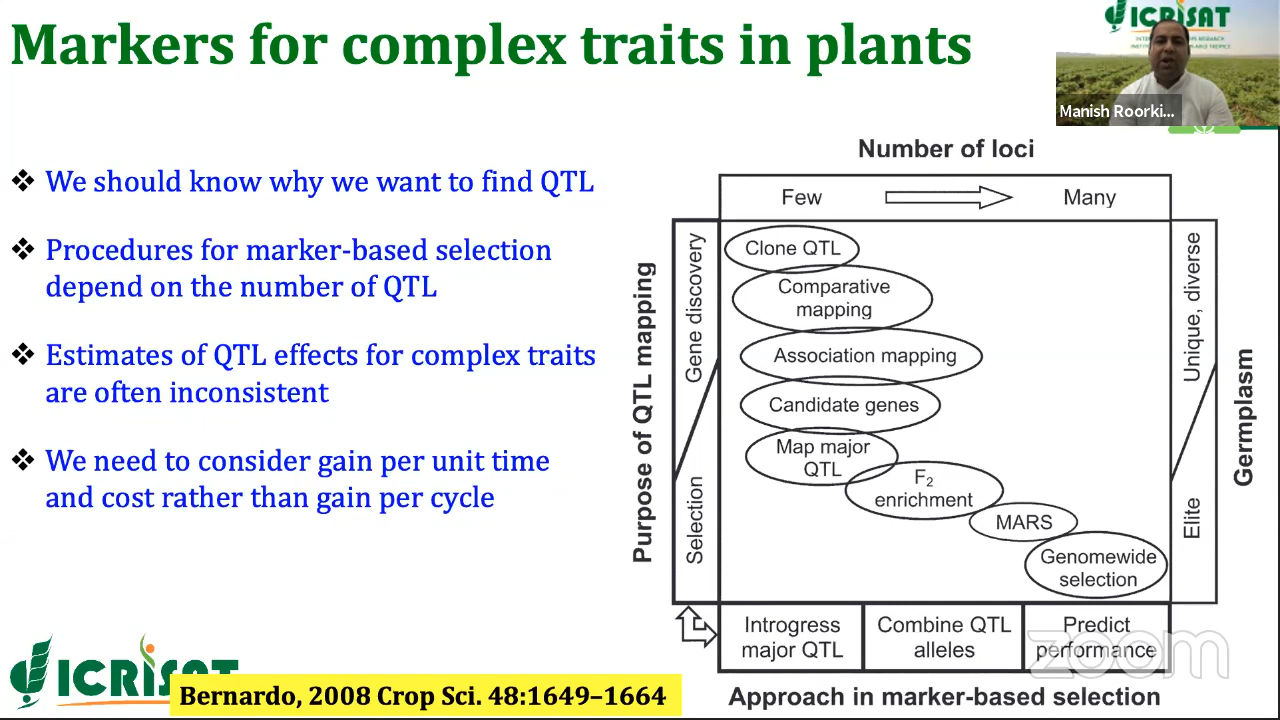 Markers for complex traits in plants
ICRISAT
Manish Roorki...
❖ We should know why we want to find QTL
❖ Procedures for marker-based selection
depend on the number of QTL
❖ Estimates of QTL effects for complex traits
are often inconsistent
❖ We need to consider gain per unit time
and cost rather than gain per cycle
Number of loci
Few
Many
Purpose of QTL mapping
Gene discovery
Selection
Clone QTL
Comparative
mapping
Association mapping
Candidate genes
Map major
QTL
F₂
enrichment
MARS
Genomewide
selection
Unique, diverse
Elite
Germplasm
Introgress
major QTL
Combine QTL
alleles
Predict
performance
zoom
Approach in marker-based selection
ICRISAT
Bernardo, 2008 Crop Sci. 48:1649–1664